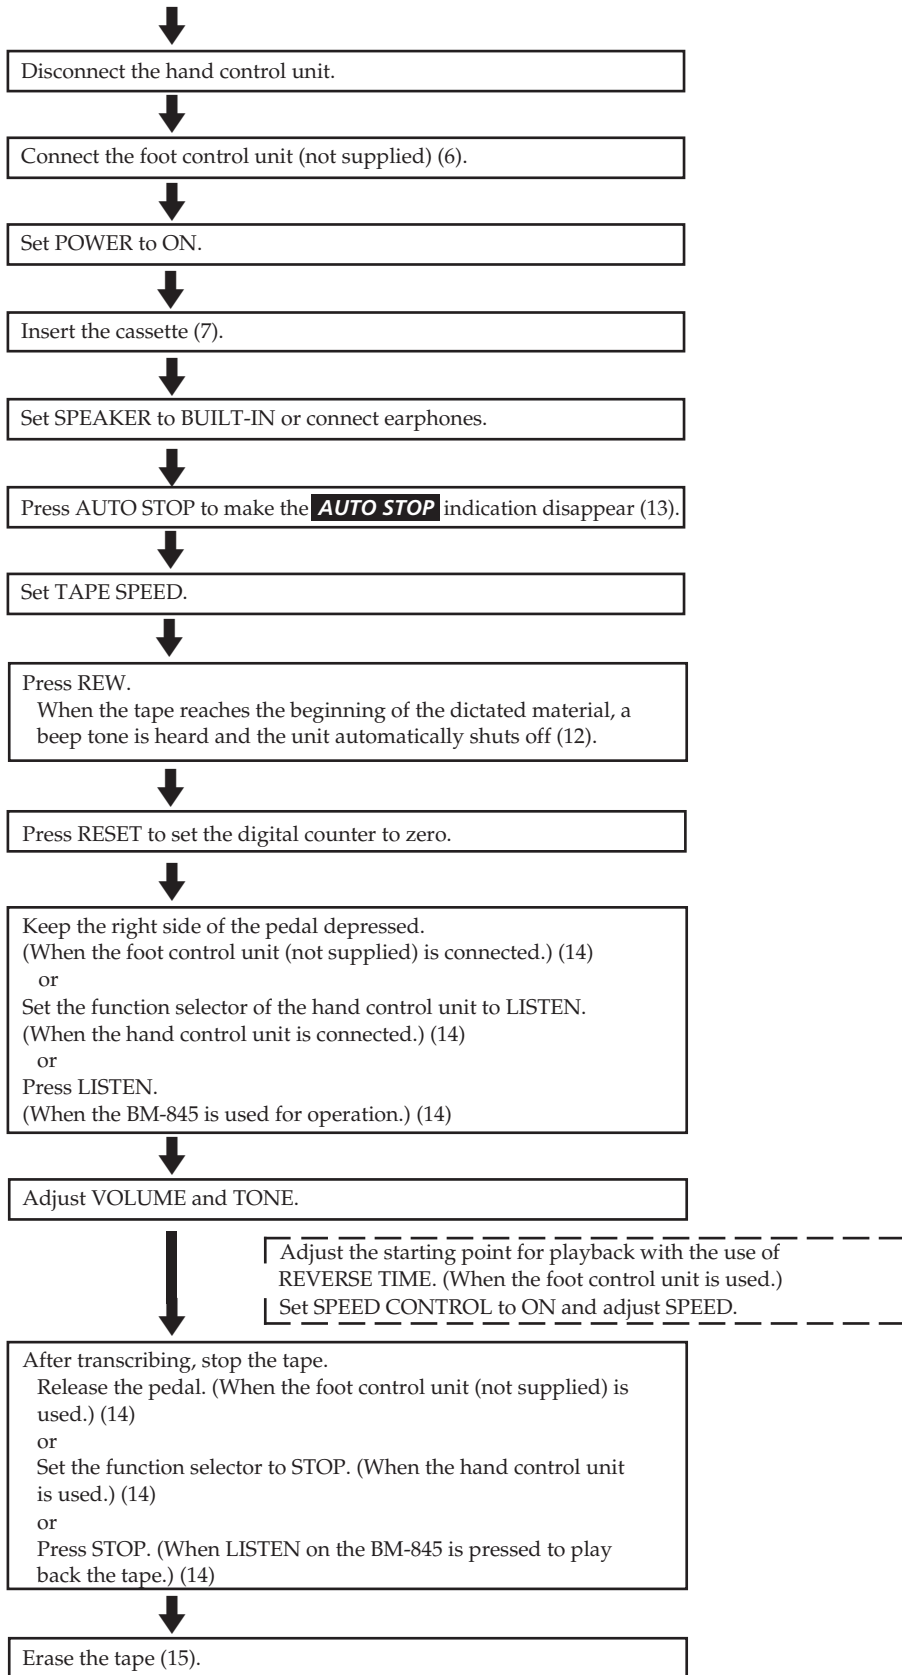 Disconnect the hand control unit.
Connect the foot control unit (not supplied) (6).
Set POWER to ON.
Insert the cassette (7).
Set SPEAKER to BUILT-IN or connect earphones.
Press AUTO STOP to make the AUTO STOP indication disappear (13).
Set TAPE SPEED.
Press REW.
When the tape reaches the beginning of the dictated material, a
beep tone is heard and the unit automatically shuts off (12).
Press RESET to set the digital counter to zero.
Keep the right side of the pedal depressed.
(When the foot control unit (not supplied) is connected.) (14)
or
Set the function selector of the hand control unit to LISTEN.
(When the hand control unit is connected.) (14)
or
Press LISTEN.
(When the BM-845 is used for operation.) (14)
Adjust VOLUME and TONE.
Adjust the starting point for playback with the use of
REVERSE TIME. (When the foot control unit is used.)
Set SPEED CONTROL to ON and adjust SPEED.
After transcribing, stop the tape.
Release the pedal. (When the foot control unit (not supplied) is
used.) (14)
or
Set the function selector to STOP. (When the hand control unit
is used.) (14)
or
Press STOP. (When LISTEN on the BM-845 is pressed to play
back the tape.) (14)
Erase the tape (15).